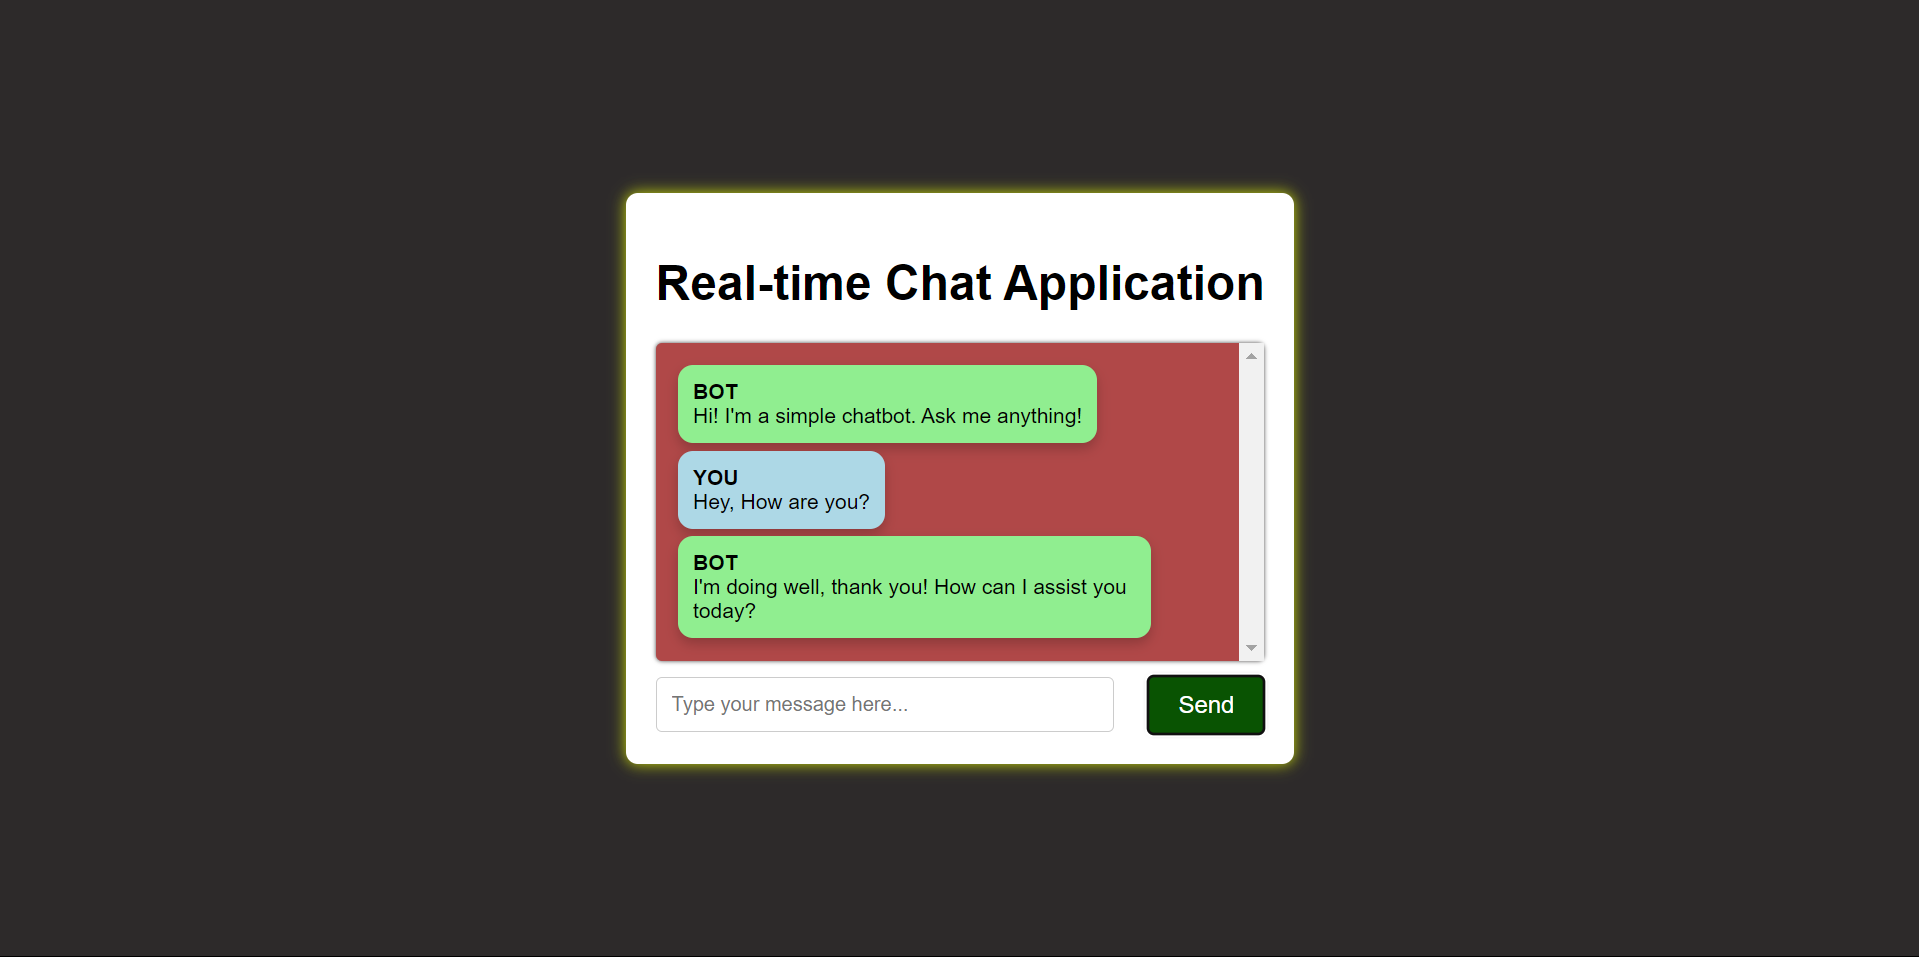 Real-time Chat Application
BOT
Hi! I'm a simple chatbot. Ask me anything!
YOU
Hey, How are you?
BOT
I'm doing well, thank you! How can I assist you
today?
Type your message here...
Send